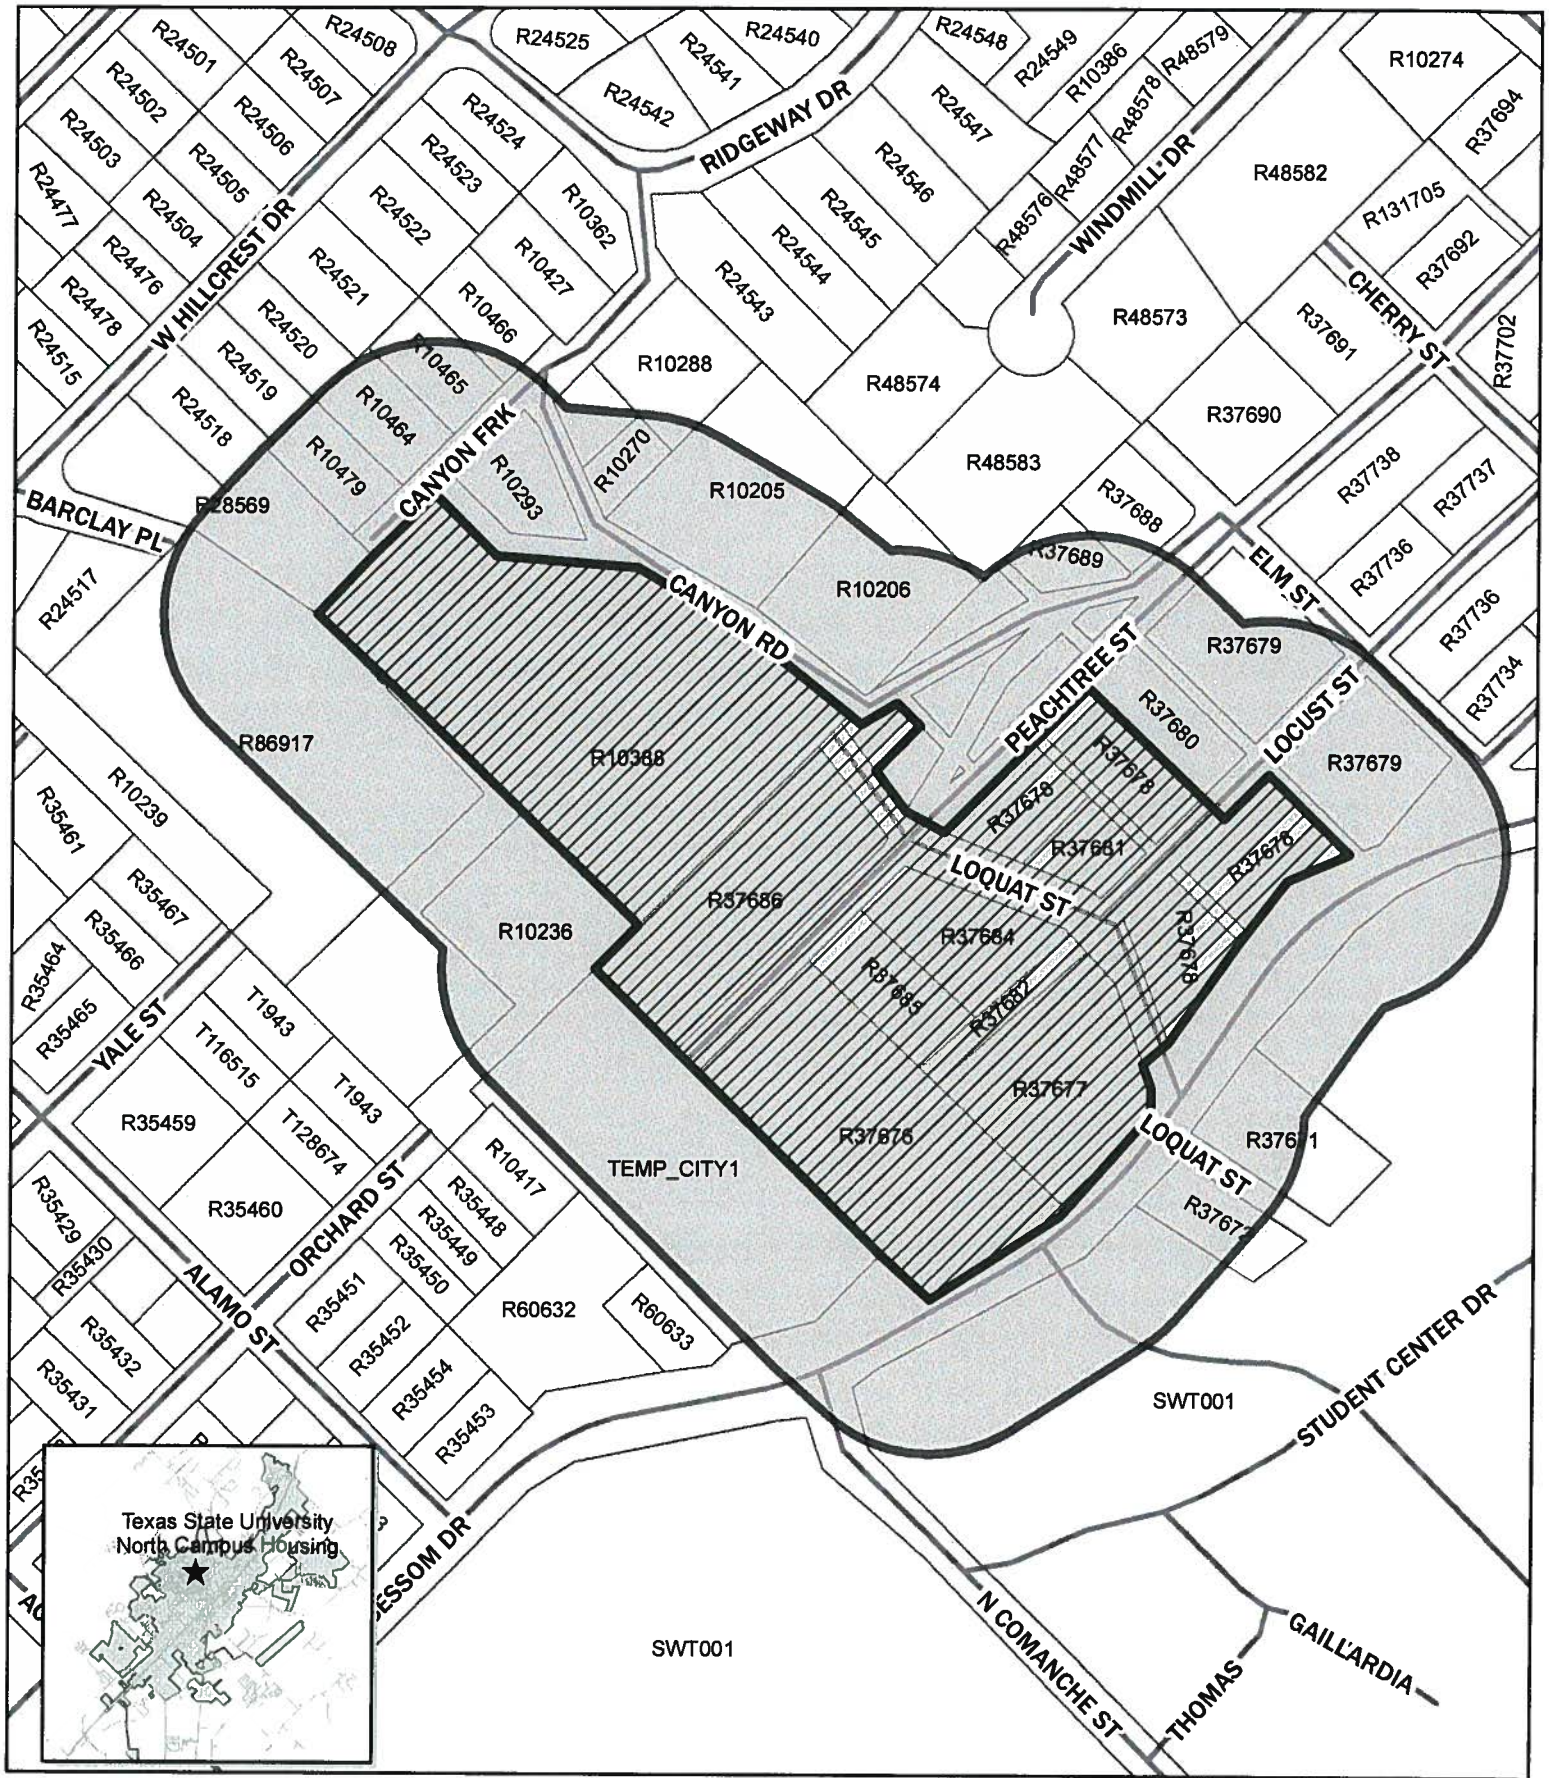 R24501
R24508
R24525
R24540
R24548
R24549
R10386
R48579
R10274
R24502
R24507
R24541
R24542
R48578
R37694
R24503
R24506
R24524
RIDGEWAY DR
R24547
R48577
R24477
R24505
R24523
R24546
WINDMILL DR
R48582
R24504
R24522
R10362
R24545
R48576
R131705
R24476
W HILLCREST DR
R10427
R24544
R37692
R24478
R24521
R24543
CHERRY ST
R24515
R24520
R10466
R48573
R37691
R37702
R24519
R10465
R10288
R48574
R24518
R10464
R37690
R10479
CANYON FRK
R10293
R10270
R10205
R48583
R37738
R37737
R28569
BARCLAY PL
R37688
R24517
R10206
R37689
ELM ST
R37736
CANYON RD
R37736
R37679
PEACHTREE ST
R37680
LOCUST ST
R37734
R86917
R10388
R37678
R37679
R10239
R37678
R35461
R37681
R37678
LOQUAT ST
R35467
R37686
R35466
R10236
R37684
R37678
R35464
R37685
R37682
R35465
YALE ST
T1943
T116515
R37677
T1943
R35459
R37676
LOQUAT ST
R37671
T128674
R10417
TEMP_CITY1
R35429
R35460
ORCHARD ST
R35448
R37672
R35449
R35430
R35450
ALAMO ST
R35451
R60632
R60633
R35432
R35452
R35431
R35454
R35453
SWT001
STUDENT CENTER DR
Texas State University
North Campus Housing
ESSOM DR
N COMANCHE ST
SWT001
GAILLARDIA
THOMAS